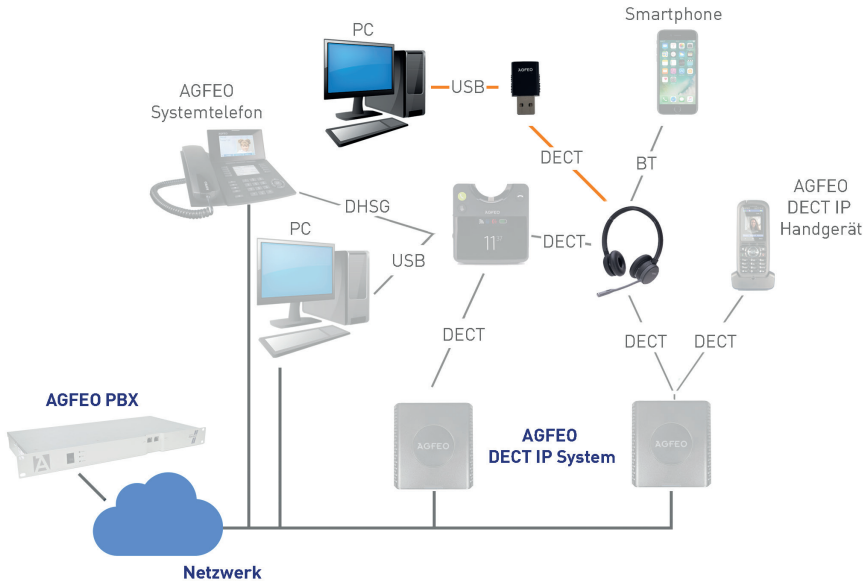 Smartphone
PC
AGFEO
USB
AGFEO
Systemtelefon
DECT
BT
AGFEO
DECT IP
Handgerät
DHSG
PC
USB
11
DECT
DECT
DECT
DECT
AGFEO PBX
AGFEO
AGFEO
DECT IP System
AGFEO
Netzwerk